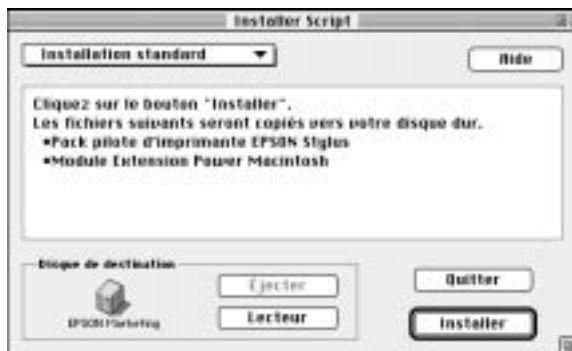 Installer Script
Installation standard
Aide
Cliquez sur le bouton "Installer".
Les fichiers suivants seront copiés vers votre disque dur.
•Pack pilote d'imprimante EPSON Stylus
•Module Extension Power Macintosh
Disque de destination
Ejecter
Quitter
EPSON Marketing
Lecteur
Installer